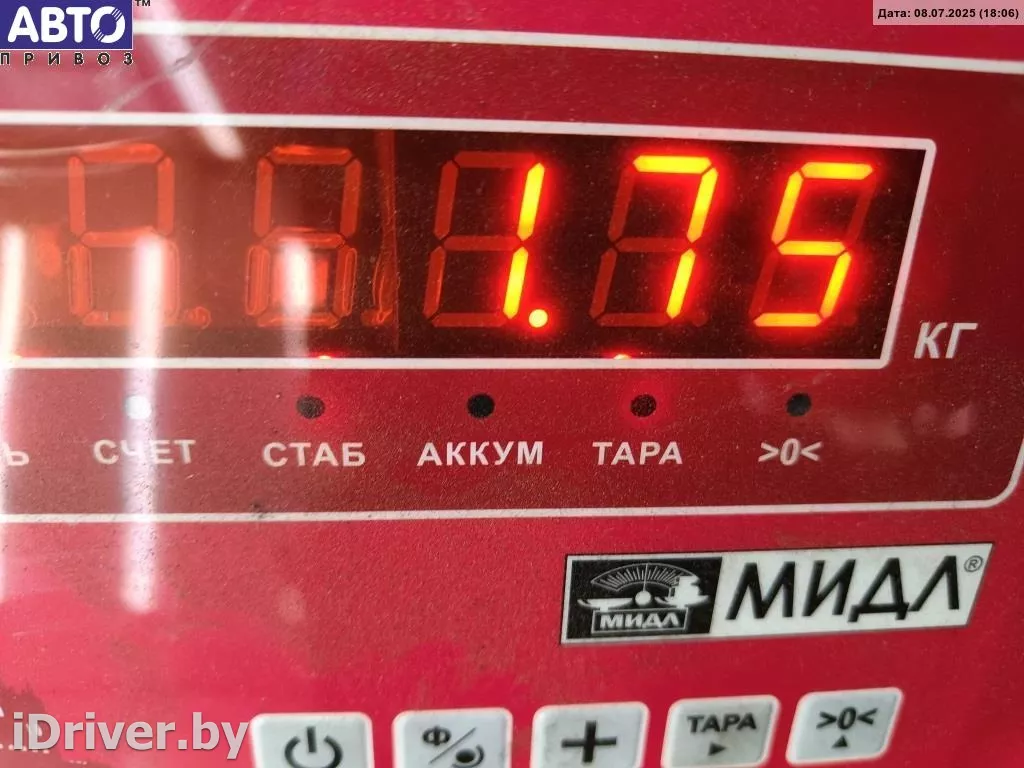 АВТО™
ПРИВОЗ
Дата: 08.07.2025 (18:06)
1.75
КГ
Ь СЧЕТ СТАБ АККУМ ТАРА >0<
МИДЛ МИДЛ®
iDriver.by
Ф + ТАРА >0<